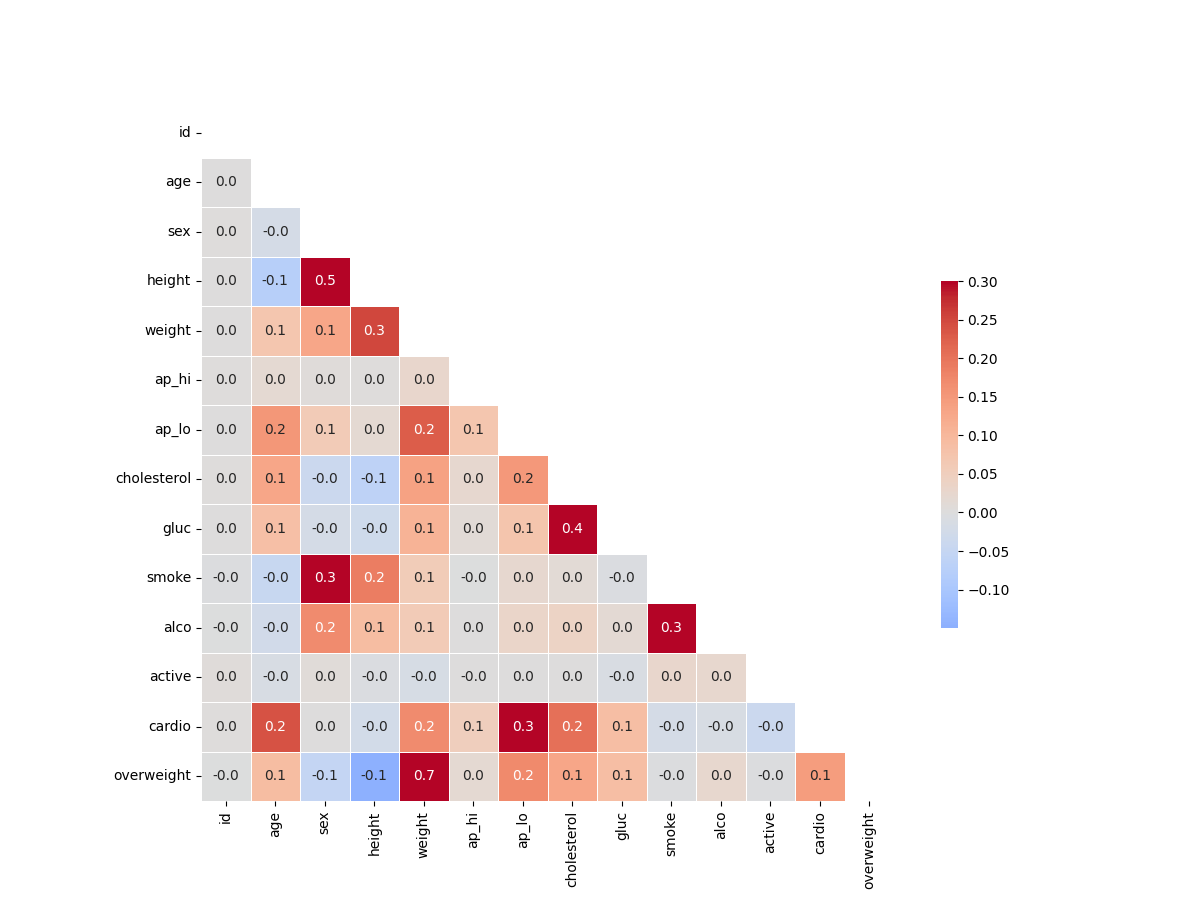 id
age 0.0
sex 0.0 -0.0
height 0.0 -0.1 0.5
weight 0.0 0.1 0.1 0.3
ap_hi 0.0 0.0 0.0 0.0 0.0
ap_lo 0.0 0.2 0.1 0.0 0.2 0.1
cholesterol 0.0 0.1 -0.0 -0.1 0.1 0.0 0.2
gluc 0.0 0.1 -0.0 -0.0 0.1 0.0 0.1 0.4
smoke -0.0 -0.0 0.3 0.2 0.1 -0.0 0.0 0.0 -0.0
alco -0.0 -0.0 0.2 0.1 0.1 0.0 0.0 0.0 0.0 0.3
active 0.0 -0.0 0.0 -0.0 -0.0 -0.0 0.0 0.0 -0.0 0.0 0.0
cardio 0.0 0.2 0.0 -0.0 0.2 0.1 0.3 0.2 0.1 -0.0 -0.0 -0.0
overweight -0.0 0.1 -0.1 -0.1 0.7 0.0 0.2 0.1 0.1 -0.0 0.0 -0.0 0.1
id age sex height weight ap_hi ap_lo cholesterol gluc smoke alco active cardio overweight
0.30
0.25
0.20
0.15
0.10
0.05
0.00
−0.05
−0.10